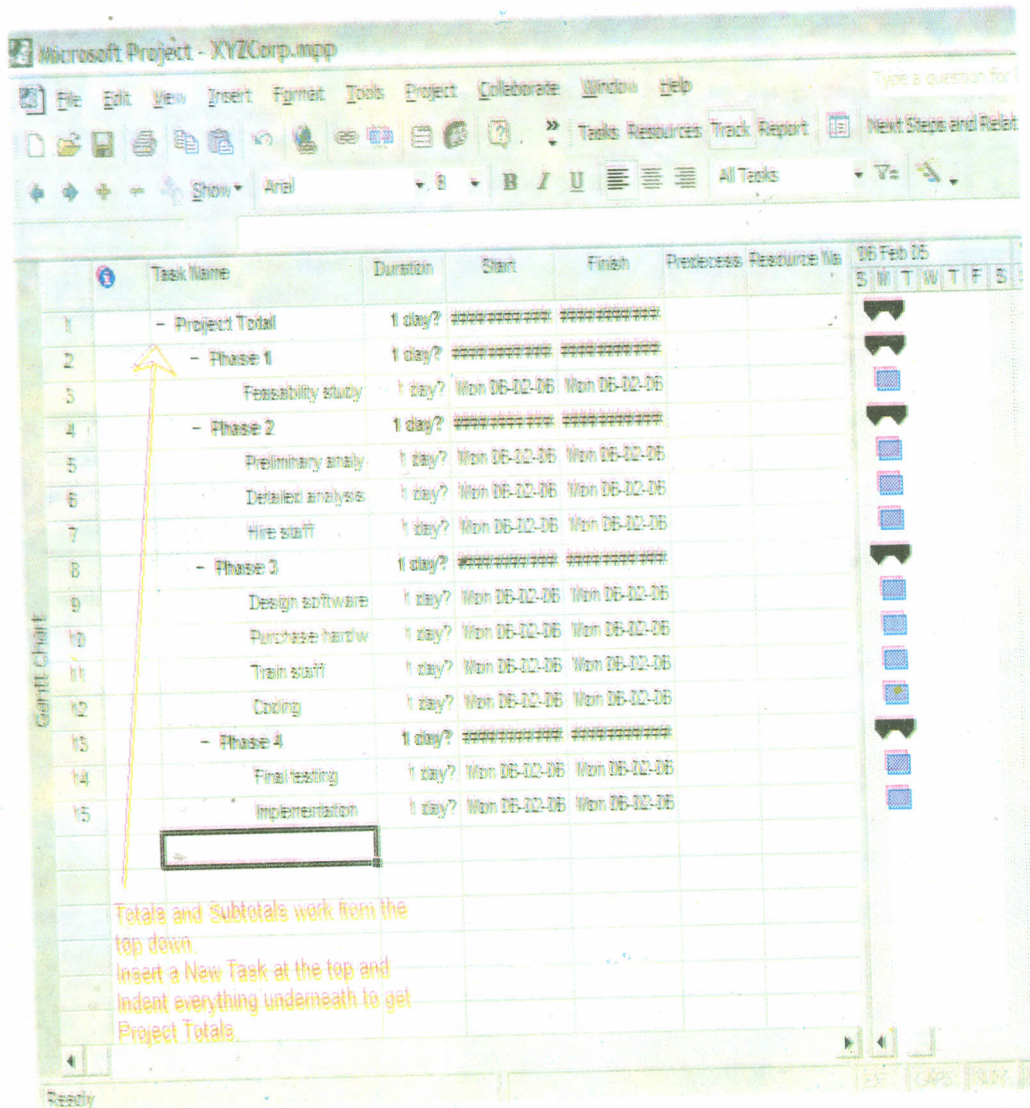 Microsoft Project - XYZCorp.mpp
File Edit View Insert Format Tools Project Collaborate Window Help Type a question for
» Tasks Resources Track Report Next Steps and Relat
Show Arial 8 B I U All Tasks
Task Name Duration Start Finish Predecess Resource Na 06 Feb 05
S W T W T F S
1 - Project Total 1 day? ########### ###########
2 - Phase 1 1 day? ########### ###########
3 Feasability study 1 day? Mon 06-02-06 Mon 06-02-06
4 - Phase 2 1 day? ########### ###########
5 Preliminary analy 1 day? Mon 06-02-06 Mon 06-02-06
6 Detailed analysis 1 day? Mon 06-02-06 Mon 06-02-06
7 Hire staff 1 day? Mon 06-02-06 Mon 06-02-06
8 - Phase 3 1 day? ########### ###########
9 Design software 1 day? Mon 06-02-06 Mon 06-02-06
10 Purchase hardw 1 day? Mon 06-02-06 Mon 06-02-06
11 Train staff 1 day? Mon 06-02-06 Mon 06-02-06
12 Coding 1 day? Mon 06-02-06 Mon 06-02-06
13 - Phase 4 1 day? ########### ###########
14 Final testing 1 day? Mon 06-02-06 Mon 06-02-06
15 Implementation 1 day? Mon 06-02-06 Mon 06-02-06
Gantt Chart
Totals and Subtotals work from the
top down.
Insert a New Task at the top and
Indent everything underneath to get
Project Totals.
Ready EXT CAPS NUM